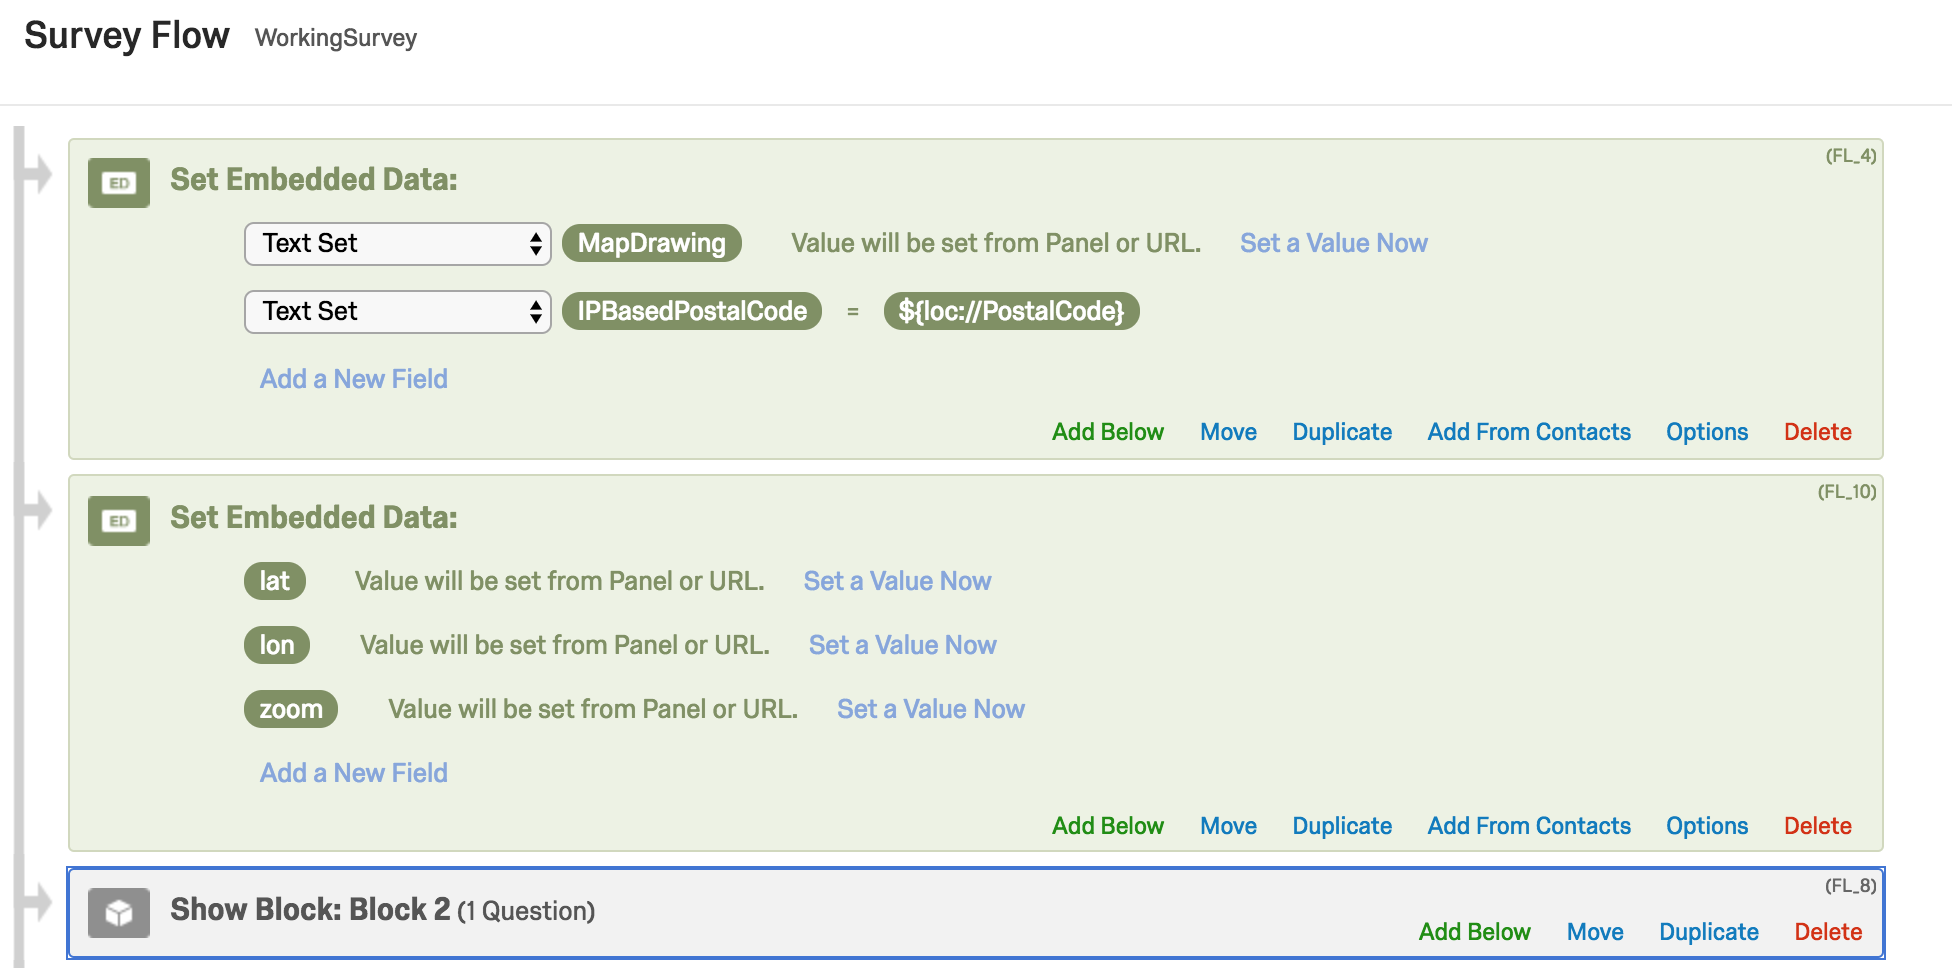 Survey Flow WorkingSurvey
(FL_4)
ED Set Embedded Data:
Text Set MapDrawing Value will be set from Panel or URL. Set a Value Now
Text Set IPBasedPostalCode = ${loc://PostalCode}
Add a New Field
Add Below Move Duplicate Add From Contacts Options Delete
(FL_10)
ED Set Embedded Data:
lat Value will be set from Panel or URL. Set a Value Now
lon Value will be set from Panel or URL. Set a Value Now
zoom Value will be set from Panel or URL. Set a Value Now
Add a New Field
Add Below Move Duplicate Add From Contacts Options Delete
(FL_8)
Show Block: Block 2 (1 Question)
Add Below Move Duplicate Delete